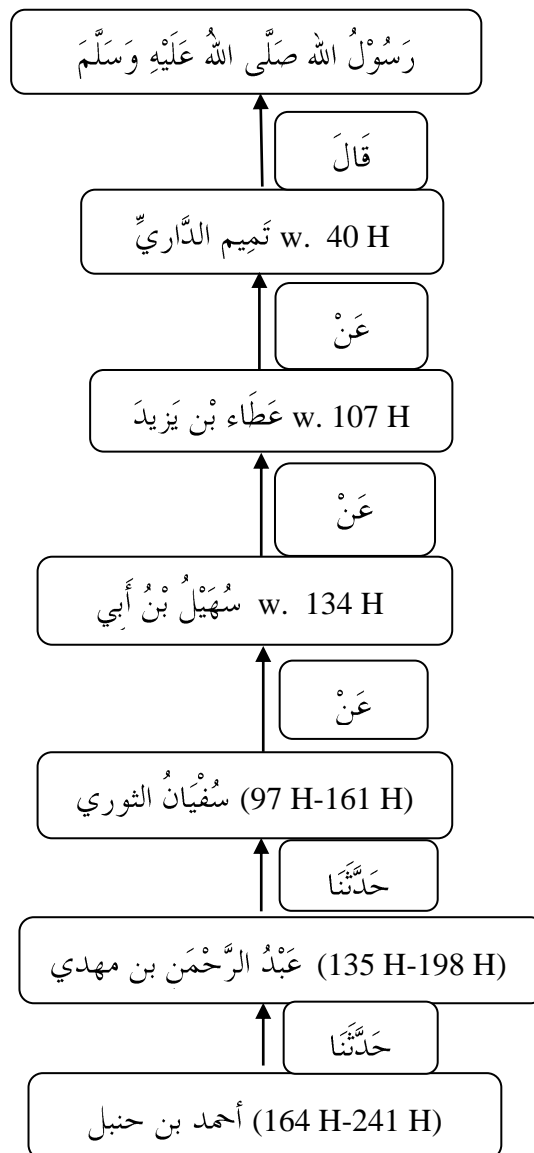 رَسُوْلُ الله صَلَّى اللهُ عَلَيْهِ وَسَلَّمَ
قَالَ
تَمِيم الدَّارِيِّ w. 40 H
عَنْ
عَطَاء بْن يَزِيدَ w. 107 H
عَنْ
سُهَيْلُ بْنُ أَبِي w. 134 H
عَنْ
سُفْيَانُ الثوري (97 H-161 H)
حَدَّثَنَا
عَبْدُ الرَّحْمَنِ بن مهدي (135 H-198 H)
حَدَّثَنَا
أحمد بن حنبل (164 H-241 H)